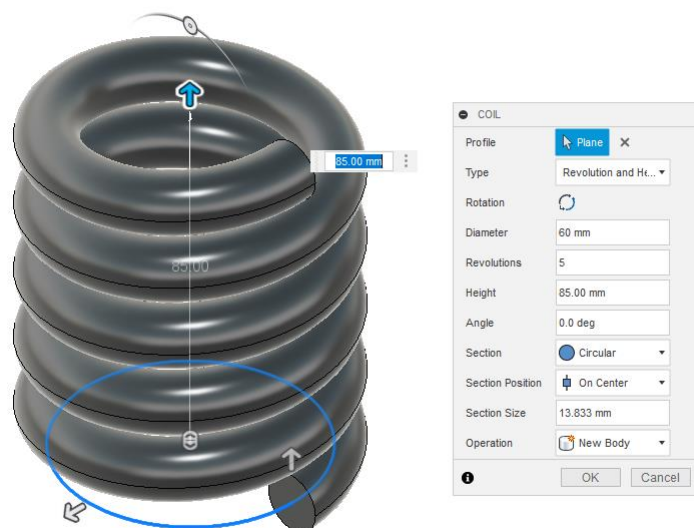 85.00 mm
85.00
COIL
Profile Plane
Type Revolution and He...
Rotation
Diameter 60 mm
Revolutions 5
Height 85.00 mm
Angle 0.0 deg
Section Circular
Section Position On Center
Section Size 13.833 mm
Operation New Body
OK Cancel